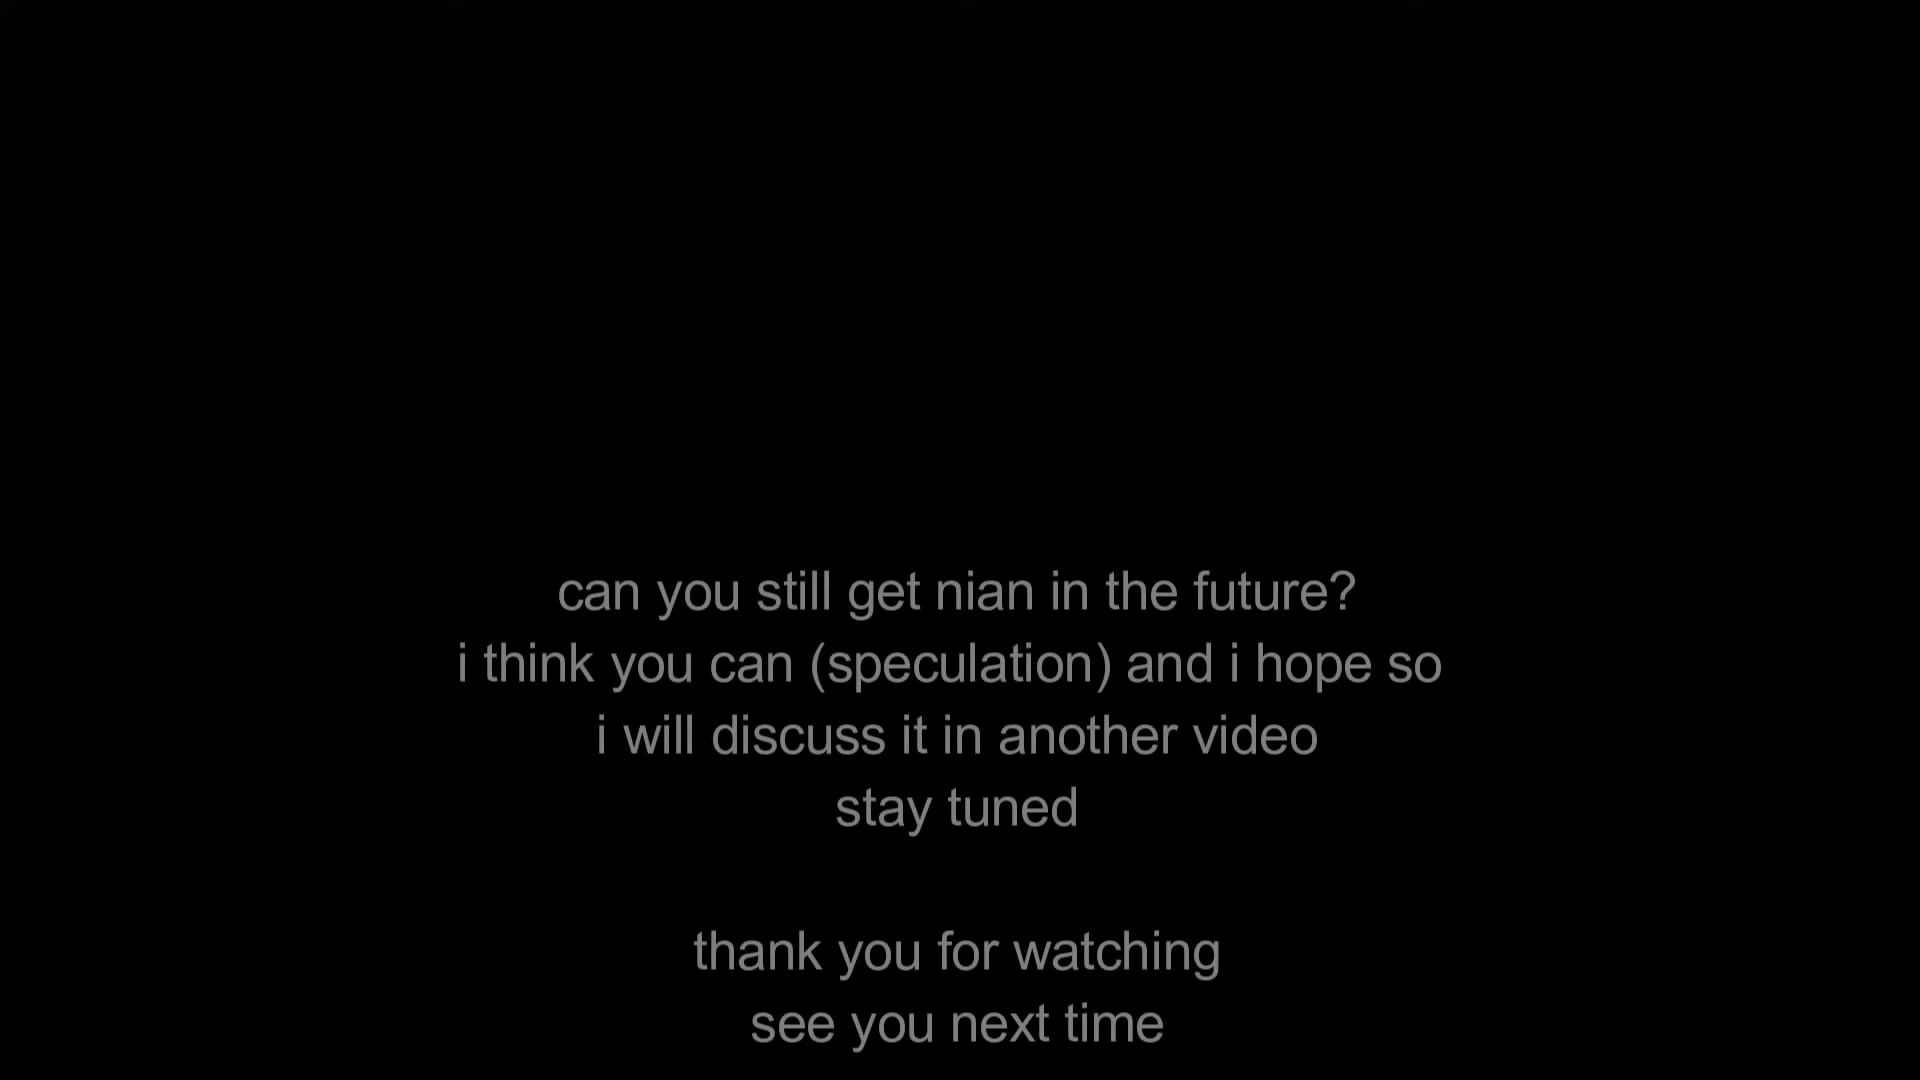 can you still get nian in the future?
i think you can (speculation) and i hope so
i will discuss it in another video
stay tuned
thank you for watching
see you next time